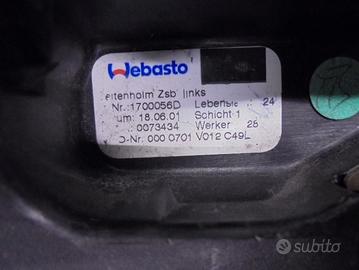 Webasto
eitenholm Zsb links
Nr.:1700056D Lebensle 24
um: 18.06.01 Schicht 1
0073434 Werker 28
D-Nr. 000 0701 V012 C49L
subito